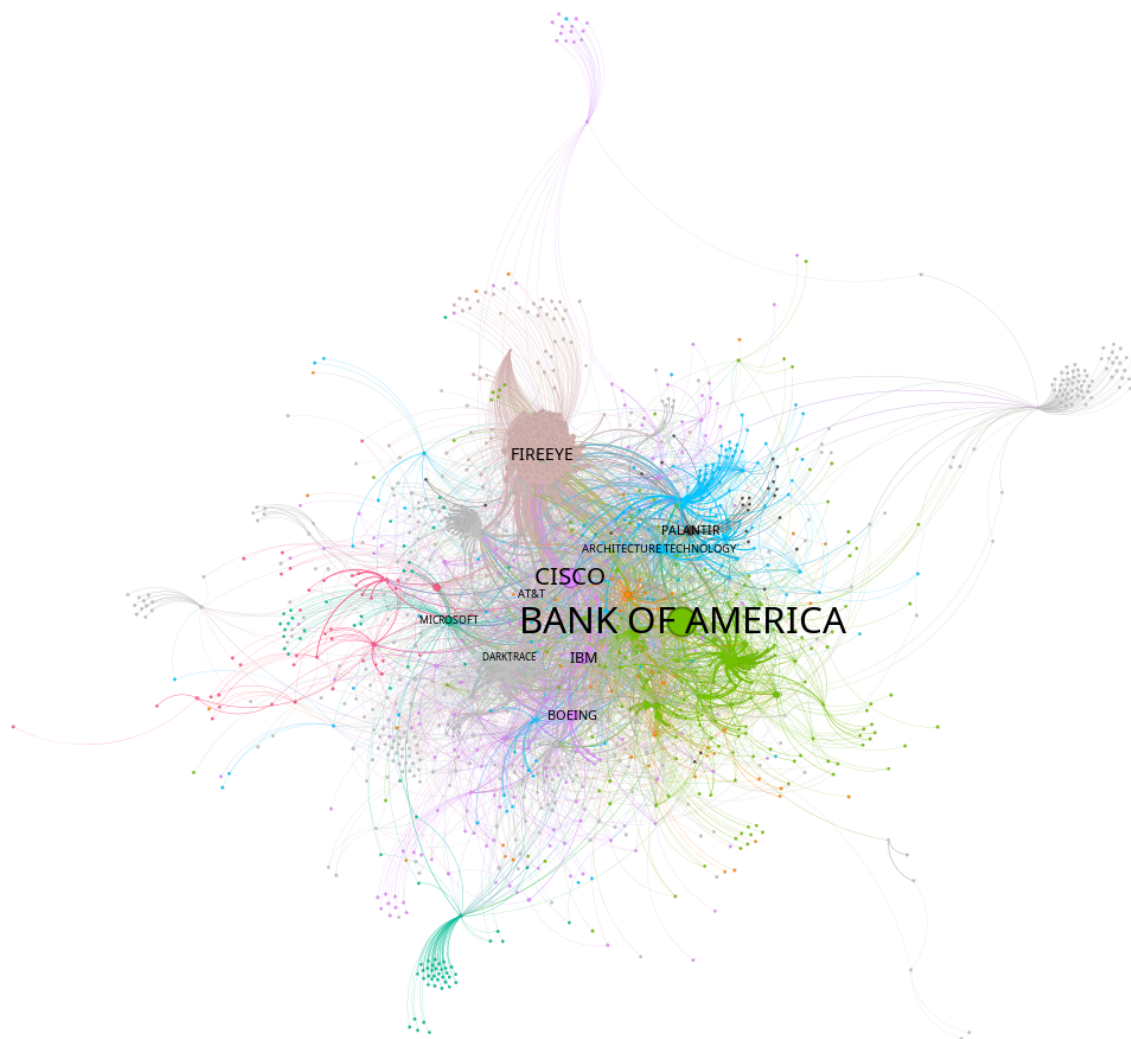 FIREEYE
PALANTIR
ARCHITECTURE TECHNOLOGY
CISCO
AT&T
BANK OF AMERICA
MICROSOFT
DARKTRACE
IBM
BOEING